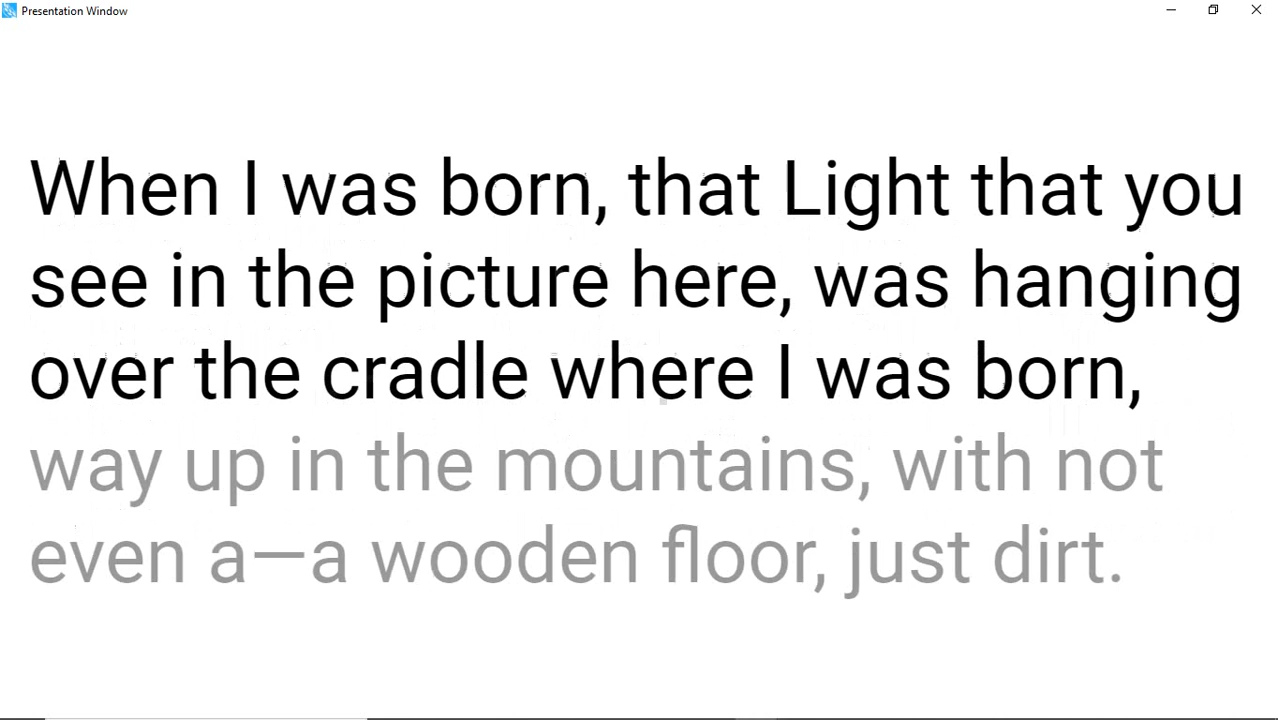 Presentation Window
When I was born, that Light that you
see in the picture here, was hanging
over the cradle where I was born,
way up in the mountains, with not
even a—a wooden floor, just dirt.